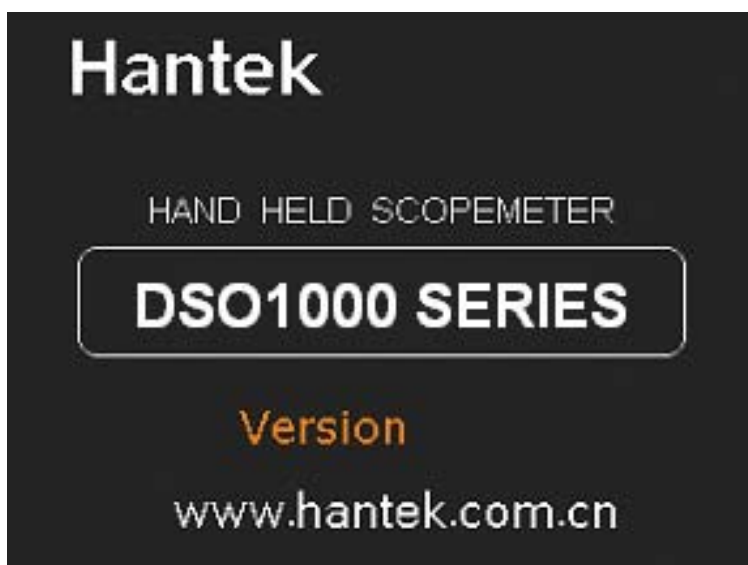 Hantek
HAND HELD SCOPEMETER
DSO1000 SERIES
Version
www.hantek.com.cn